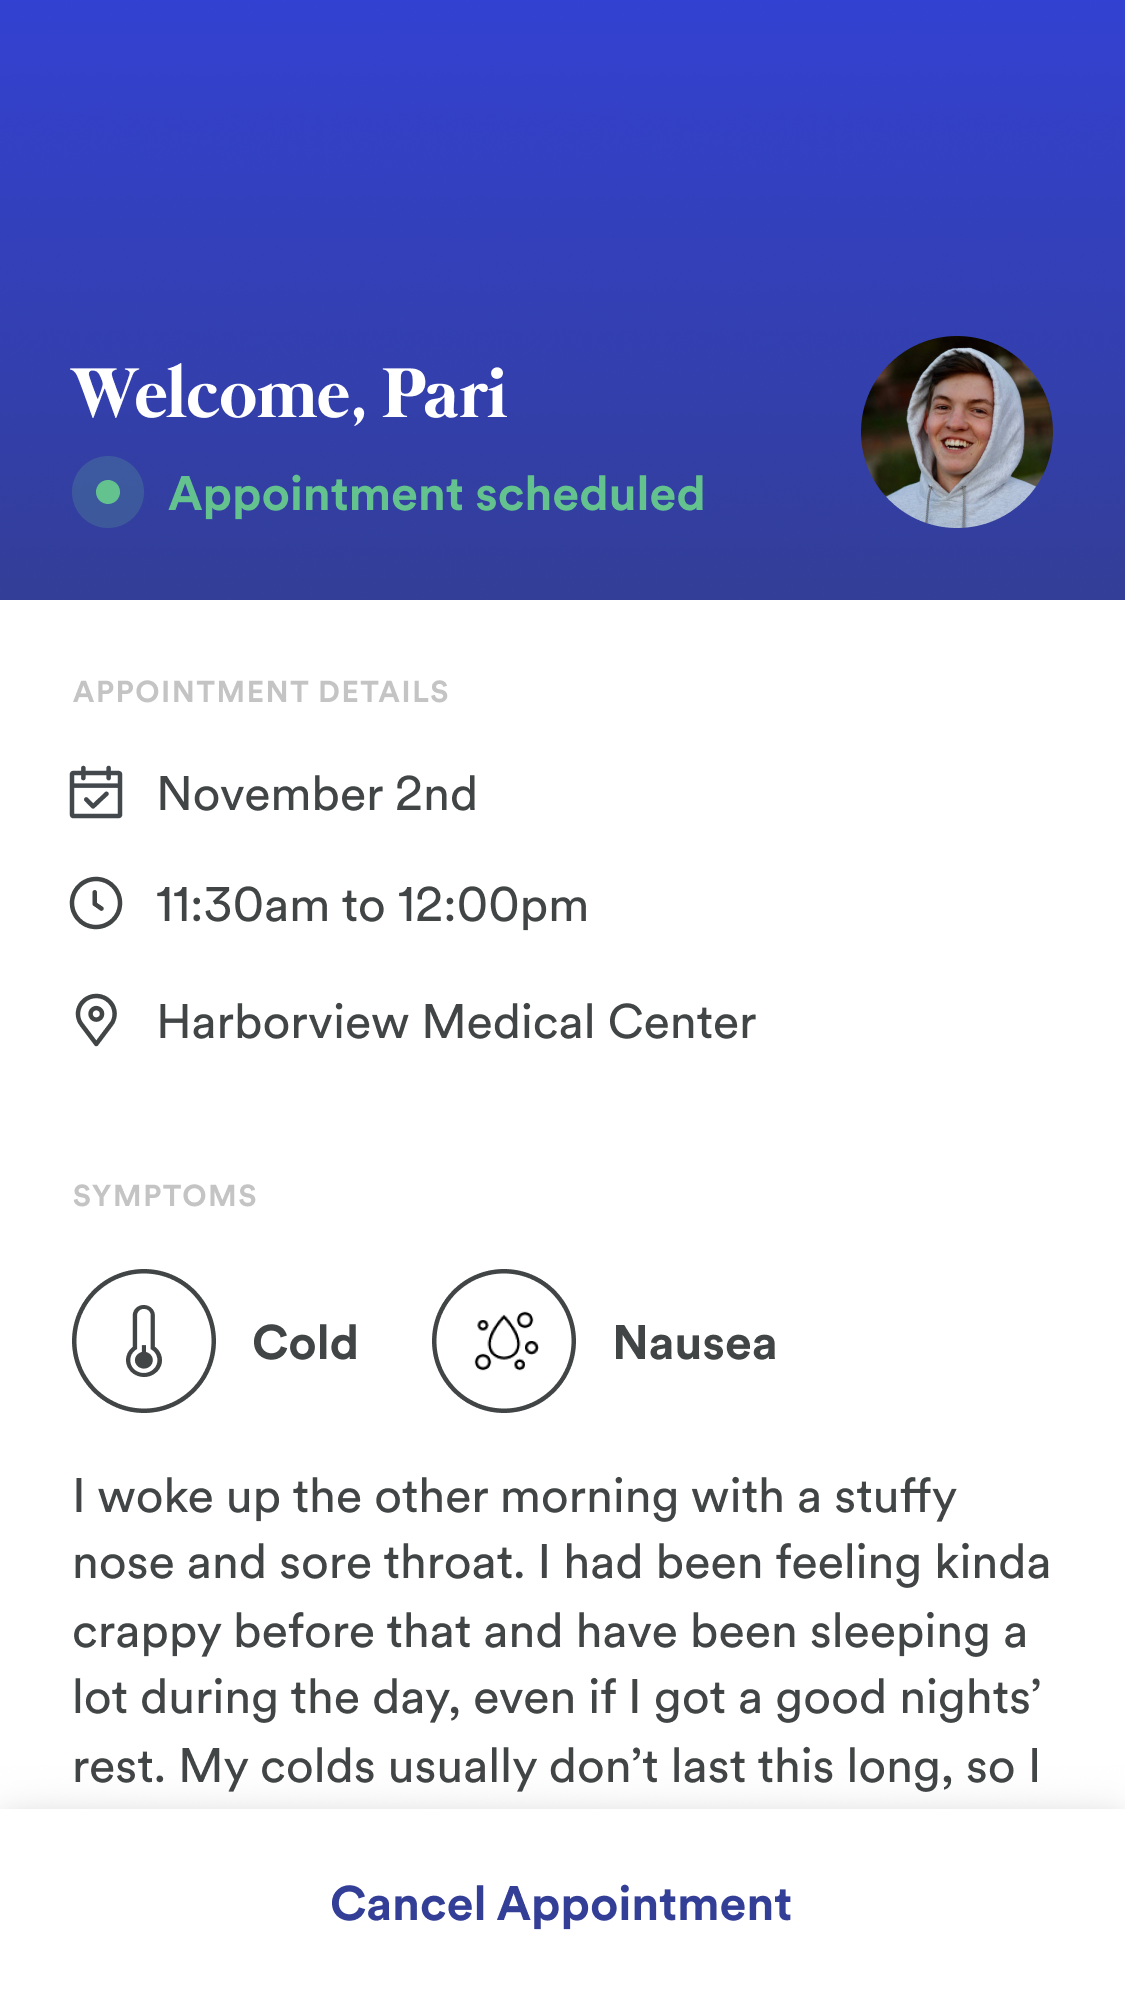 Welcome, Pari
Appointment scheduled
APPOINTMENT DETAILS
November 2nd
11:30am to 12:00pm
Harborview Medical Center
SYMPTOMS
Cold
Nausea
I woke up the other morning with a stuffy
nose and sore throat. I had been feeling kinda
crappy before that and have been sleeping a
lot during the day, even if I got a good nights’
rest. My colds usually don’t last this long, so I
Cancel Appointment